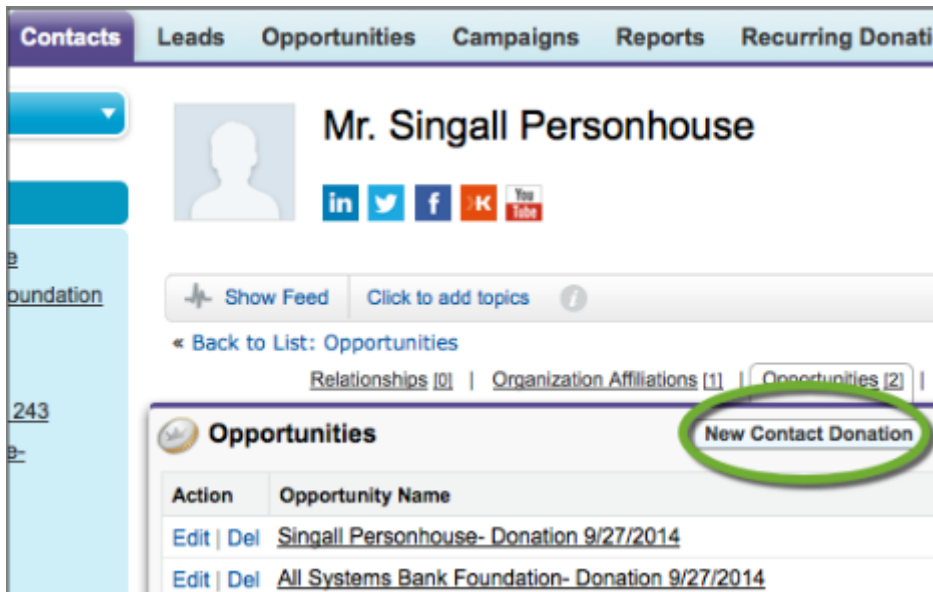 Contacts Leads Opportunities Campaigns Reports Recurring Donati
Mr. Singall Personhouse
in f K You Tube
oundation
Show Feed Click to add topics i
« Back to List: Opportunities
Relationships [0] | Organization Affiliations [1] | Opportunities [2] |
243
Opportunities New Contact Donation
e-
Action Opportunity Name
Edit | Del Singall Personhouse- Donation 9/27/2014
Edit | Del All Systems Bank Foundation- Donation 9/27/2014